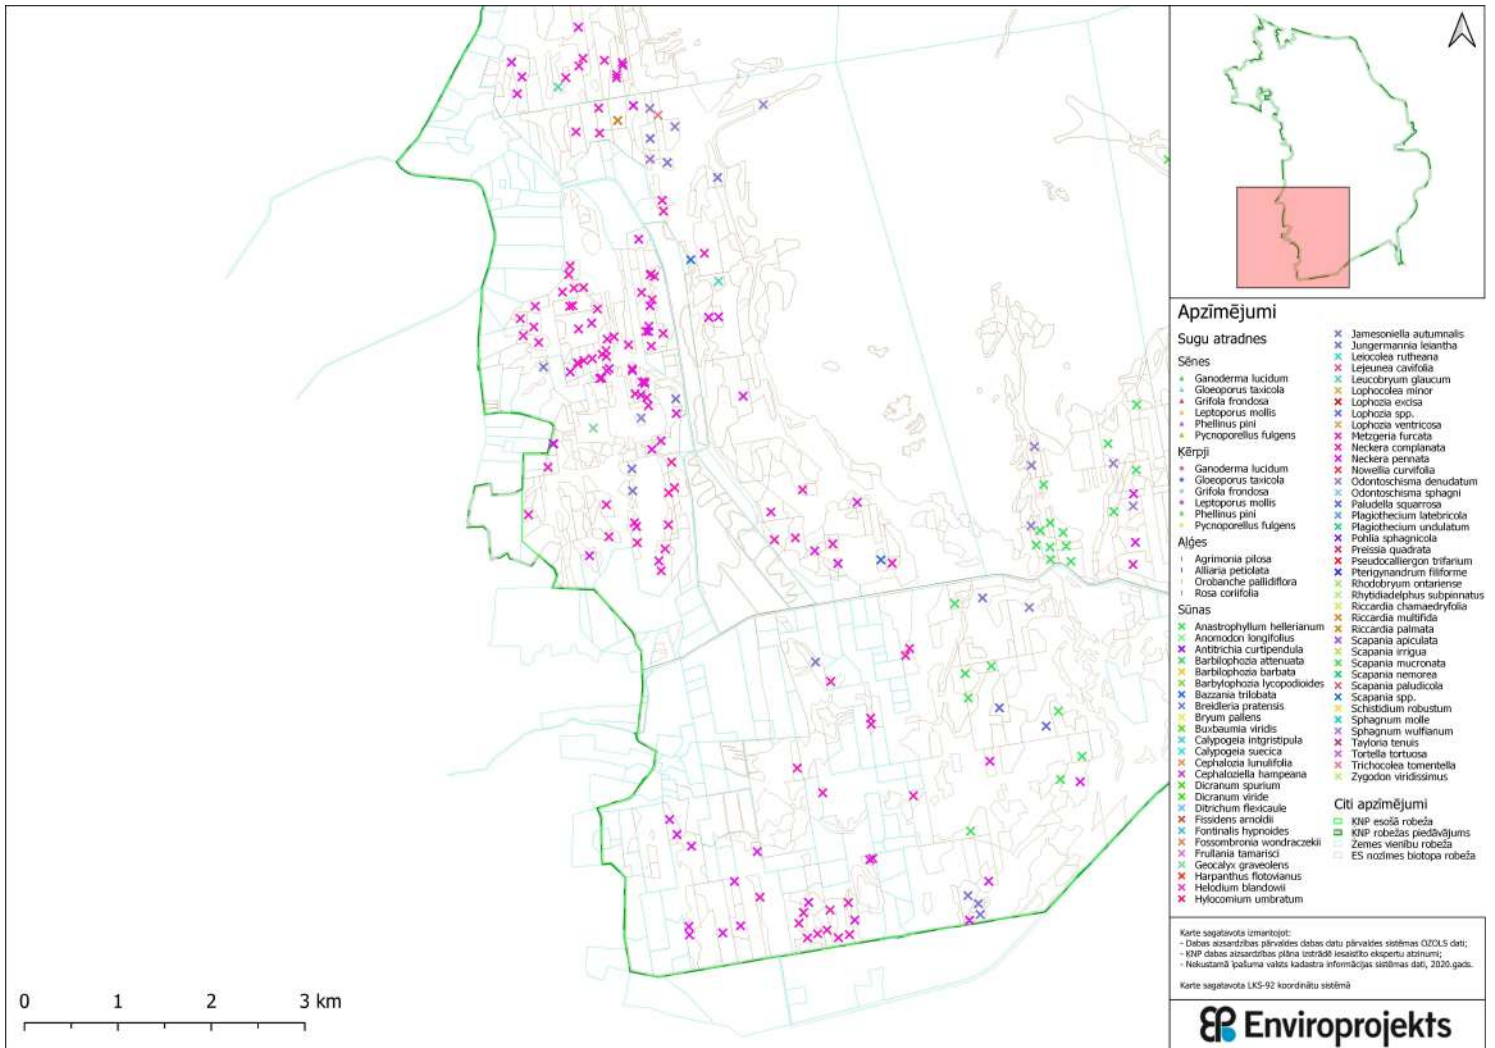 Apzīmējumi
Sugu atradnes
Sēnes
Ganoderma lucidum
Gloeoporus taxicola
Grifola frondosa
Leptoporus mollis
Phellinus pini
Pycnoporellus fulgens
Ķērpji
Ganoderma lucidum
Gloeoporus taxicola
Grifola frondosa
Leptoporus mollis
Phellinus pini
Pycnoporellus fulgens
Aļģes
Agrimonia pilosa
Alliaria petiolata
Orobanche pallidiflora
Rosa coriifolia
Sūnas
Anastrophyllum hellerianum
Anomodon longifolius
Antitrichia curtipendula
Barbilophozia attenuata
Barbilophozia barbata
Barbylophozia lycopodioides
Bazzania trilobata
Breidleria pratensis
Bryum pallens
Buxbaumia viridis
Calypogeia intgristipula
Calypogeia suecica
Cephalozia lunulifolia
Cephaloziella hampeana
Dicranum spurium
Dicranum viride
Ditrichum flexicaule
Fissidens arnoldii
Fontinalis hypnoides
Fossombronia wondraczekii
Frullania tamarisci
Geocalyx graveolens
Harpanthus flotovianus
Helodium blandowii
Hylocomium umbratum
Jamesoniella autumnalis
Jungermannia leiantha
Leiocolea rutheana
Lejeunea cavifolia
Leucobryum glaucum
Lophocolea minor
Lophozia excisa
Lophozia spp.
Lophozia ventricosa
Metzgeria furcata
Neckera complanata
Neckera pennata
Nowellia curvifolia
Odontoschisma denudatum
Odontoschisma sphagni
Paludella squarrosa
Plagiothecium latebricola
Plagiothecium undulatum
Pohlia sphagnicola
Preissia quadrata
Pseudocalliergon trifarium
Pterigynandrum filiforme
Rhodobryum ontariense
Rhytidiadelphus subpinnatus
Riccardia chamaedryfolia
Riccardia multifida
Riccardia palmata
Scapania apiculata
Scapania irrigua
Scapania mucronata
Scapania nemorea
Scapania paludicola
Scapania spp.
Schistidium robustum
Sphagnum molle
Sphagnum wulfianum
Tayloria tenuis
Tortella tortuosa
Trichocolea tomentella
Zygodon viridissimus
Citi apzīmējumi
ĶNP esošā robeža
ĶNP robežas piedāvājums
Zemes vienību robeža
ES nozīmes biotopa robeža
Karte sagatavota izmantojot:
- Dabas aizsardzības pārvaldes dabas datu pārvaldes sistēmas OZOLS dati;
- ĶNP dabas aizsardzības plāna izstrādē iesaistīto ekspertu atzinumi;
- Nekustamā īpašuma valsts kadastra informācijas sistēmas dati, 2020.gads.
Karte sagatavota LKS-92 koordinātu sistēmā
Enviroprojekts
0 1 2 3 km